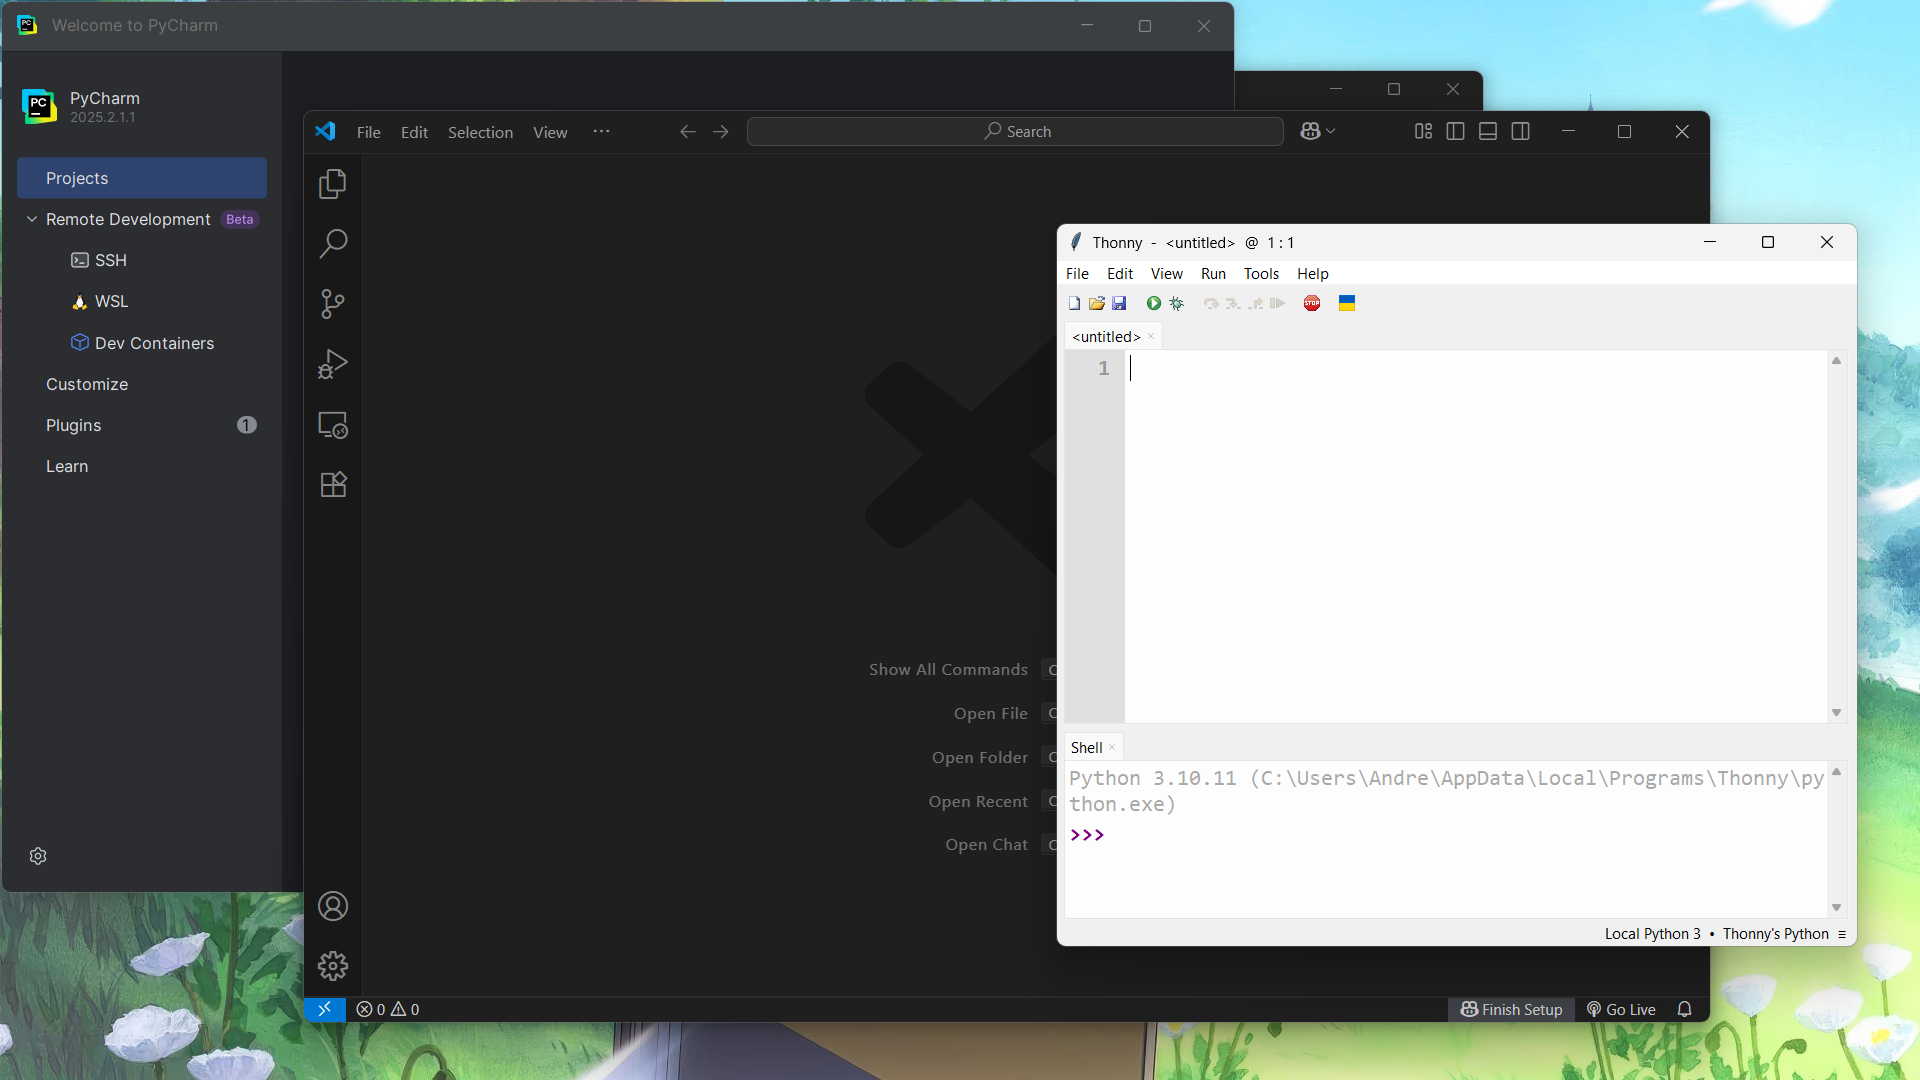 Welcome to PyCharm
PyCharm
2025.2.1.1
Projects
Remote Development Beta
SSH
WSL
Dev Containers
Customize
Plugins 1
Learn
File Edit Selection View ··· Search
Show All Commands C
Open File C
Open Folder C
Open Recent C
Open Chat C
0 0 Finish Setup Go Live
Thonny - <untitled> @ 1 : 1
File Edit View Run Tools Help
STOP
<untitled> ×
1
Shell ×
Python 3.10.11 (C:\Users\Andre\AppData\Local\Programs\Thonny\py
thon.exe)
>>>
Local Python 3 • Thonny's Python ≡